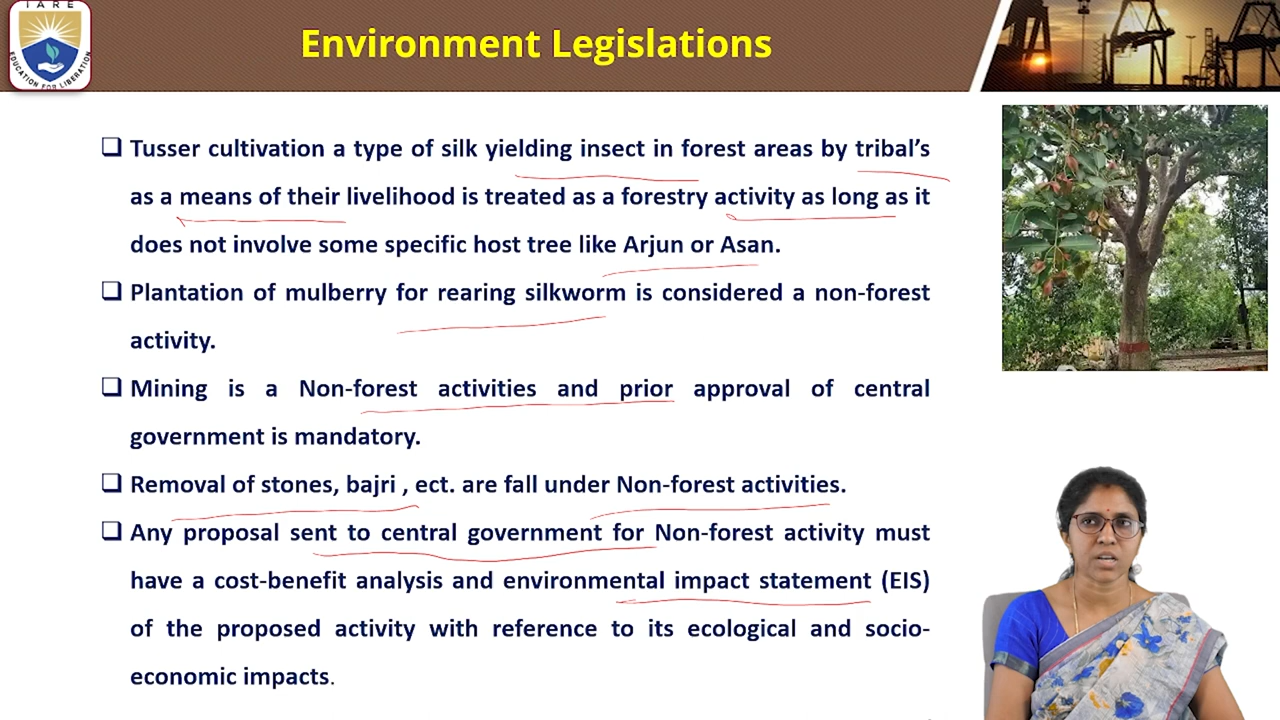 IARE
EDUCATION FOR LIBERATION
Environment Legislations
❑ Tusser cultivation a type of silk yielding insect in forest areas by tribal’s
as a means of their livelihood is treated as a forestry activity as long as it
does not involve some specific host tree like Arjun or Asan.
❑ Plantation of mulberry for rearing silkworm is considered a non-forest
activity.
❑ Mining is a Non-forest activities and prior approval of central
government is mandatory.
❑ Removal of stones, bajri , ect. are fall under Non-forest activities.
❑ Any proposal sent to central government for Non-forest activity must
have a cost-benefit analysis and environmental impact statement (EIS)
of the proposed activity with reference to its ecological and socio-
economic impacts.